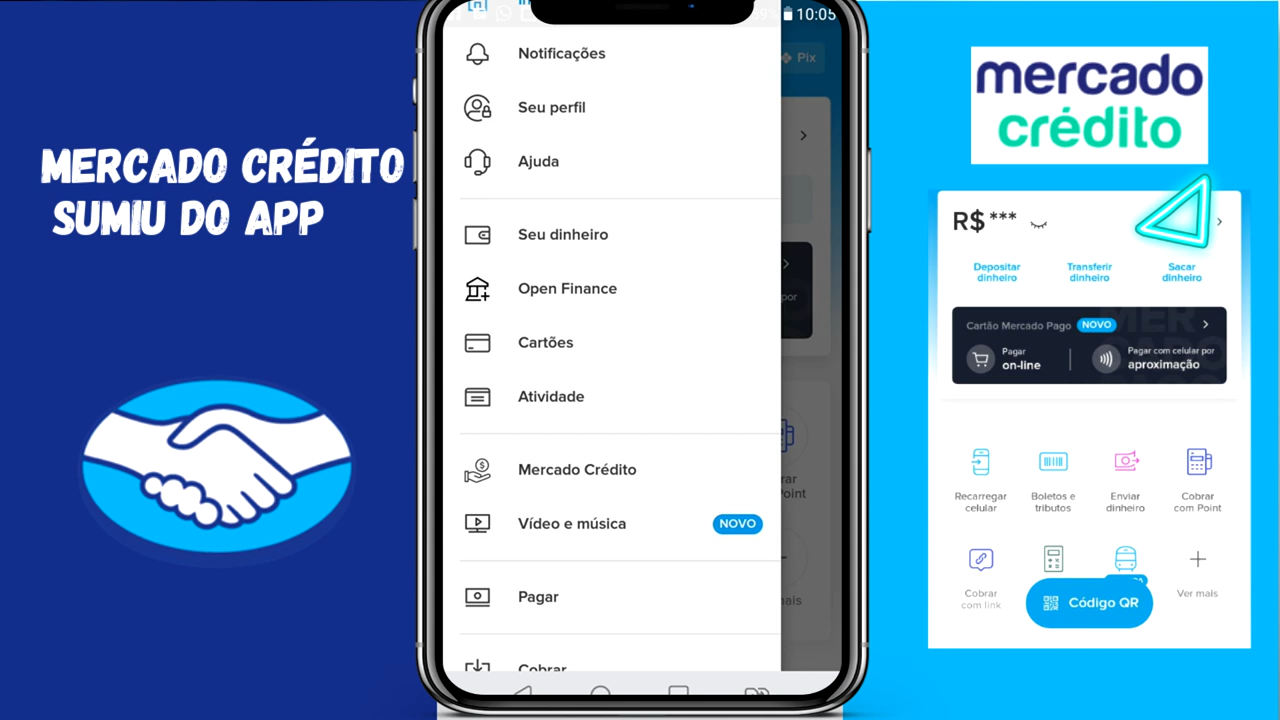 MERCADO CRÉDITO
SUMIU DO APP
10:05
Notificações
Seu perfil
Ajuda
Seu dinheiro
Open Finance
Cartões
Atividade
Mercado Crédito
Vídeo e música
NOVO
Pagar
Cobrar
Pix
por
mercado
crédito
R$ ***
Depositar
dinheiro
Transferir
dinheiro
Sacar
dinheiro
Cartão Mercado Pago
NOVO
Pagar
on-line
Pagar com celular por
aproximação
Recarregar
celular
Boletos e
tributos
Enviar
dinheiro
Cobrar
com Point
Cobrar
com link
Código QR
Ver mais